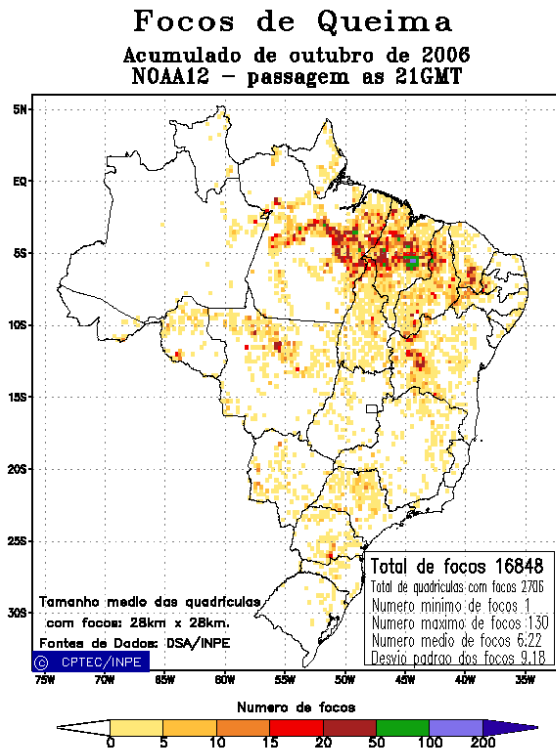 Focos de Queima
Acumulado de outubro de 2006
NOAA12 – passagem as 21GMT
5N
EQ
5S
10S
15S
20S
25S
30S
Total de focos 16848
Total de quadriculas com focos 2706
Numero minimo de focos 1
Numero maximo de focos 130
Numero medio de focos 6.22
Desvio padrao dos focos 9.18
Tamanho medio das quadriculas
com focos: 28km x 28km.
Fontes de Dados: DSA/INPE
© CPTEC/INPE
75W 70W 65W 60W 55W 50W 45W 40W 35W
Numero de focos
0 5 10 15 20 50 100 200